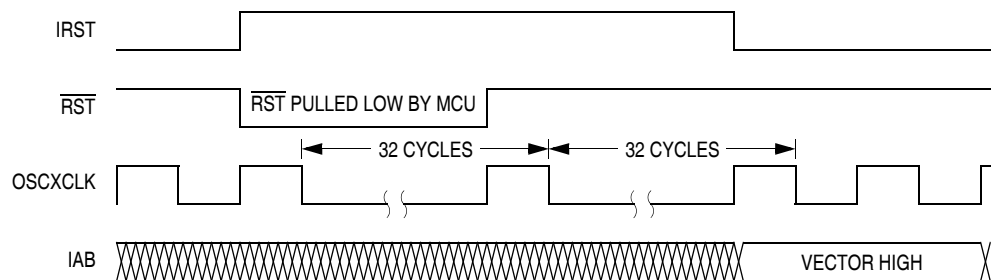 IRST
RST
RST PULLED LOW BY MCU
32 CYCLES
32 CYCLES
OSCXCLK
IAB
VECTOR HIGH